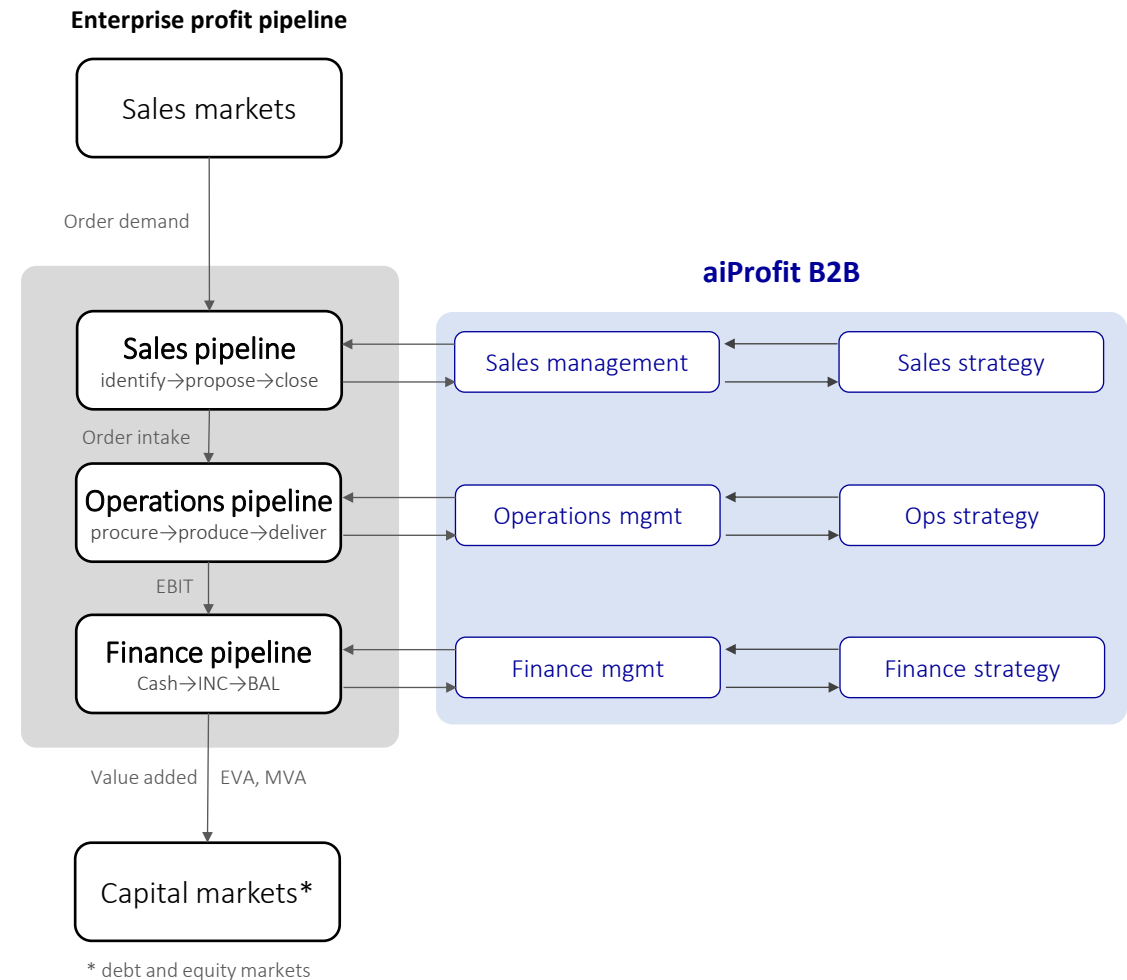 Enterprise profit pipeline
Sales markets
Order demand
aiProfit B2B
Sales pipeline
identify→propose→close
Sales management
Sales strategy
Order intake
Operations pipeline
procure→produce→deliver
Operations mgmt
Ops strategy
EBIT
Finance pipeline
Cash→INC→BAL
Finance mgmt
Finance strategy
Value added
EVA, MVA
Capital markets*
* debt and equity markets